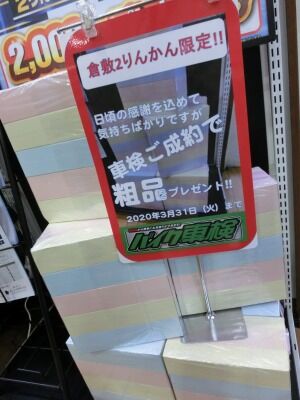 2,00
倉敷2りんかん限定!!
日頃の感謝を込めて
気持ちばかりですが
車検ご成約で
粗品をプレゼント!!
2020年3月31日(火)まで
バイク車検